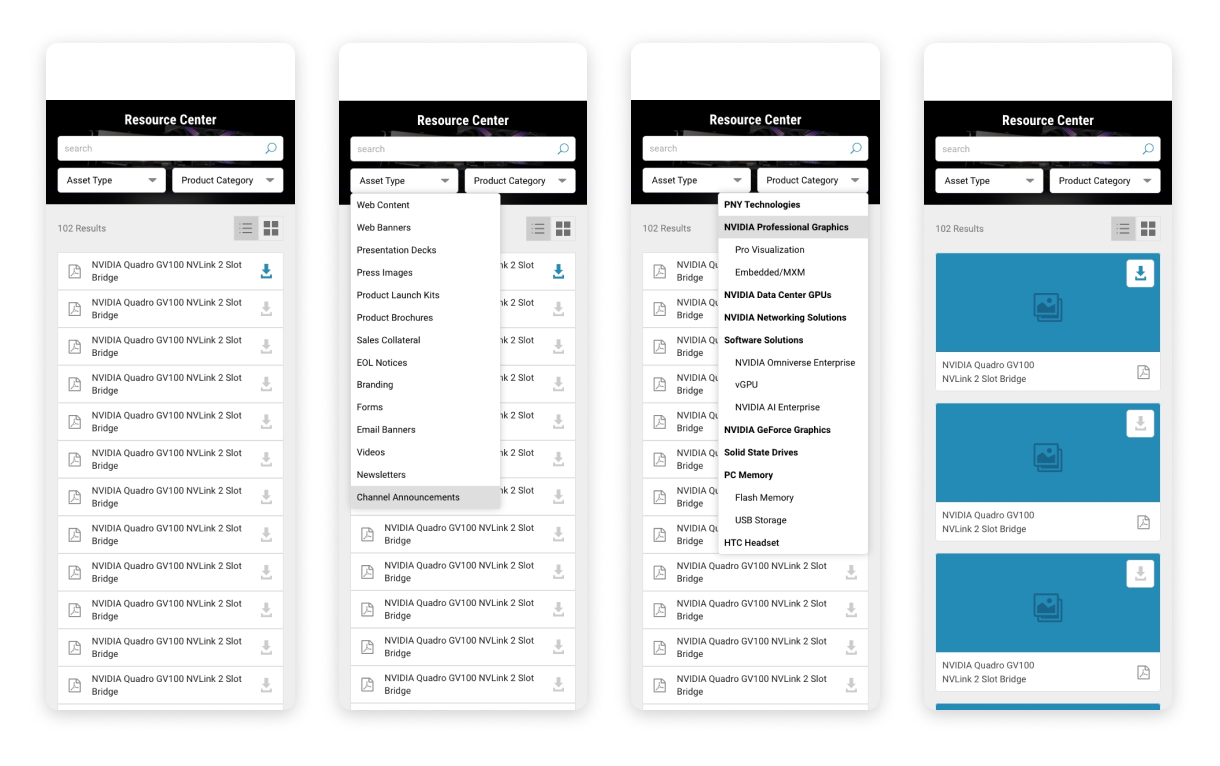 Resource Center
search
Asset Type
Product Category
102 Results
NVIDIA Quadro GV100 NVLink 2 Slot
Bridge
NVIDIA Quadro GV100 NVLink 2 Slot
Bridge
NVIDIA Quadro GV100 NVLink 2 Slot
Bridge
NVIDIA Quadro GV100 NVLink 2 Slot
Bridge
NVIDIA Quadro GV100 NVLink 2 Slot
Bridge
NVIDIA Quadro GV100 NVLink 2 Slot
Bridge
NVIDIA Quadro GV100 NVLink 2 Slot
Bridge
NVIDIA Quadro GV100 NVLink 2 Slot
Bridge
NVIDIA Quadro GV100 NVLink 2 Slot
Bridge
NVIDIA Quadro GV100 NVLink 2 Slot
Bridge
NVIDIA Quadro GV100 NVLink 2 Slot
Bridge
NVIDIA Quadro GV100 NVLink 2 Slot
Bridge
Resource Center
search
Asset Type
Product Category
Web Content
Web Banners
Presentation Decks
Press Images
Product Launch Kits
Product Brochures
Sales Collateral
EOL Notices
Branding
Forms
Email Banners
Videos
Newsletters
Channel Announcements
nk 2 Slot
nk 2 Slot
nk 2 Slot
nk 2 Slot
nk 2 Slot
nk 2 Slot
nk 2 Slot
NVIDIA Quadro GV100 NVLink 2 Slot
Bridge
NVIDIA Quadro GV100 NVLink 2 Slot
Bridge
NVIDIA Quadro GV100 NVLink 2 Slot
Bridge
NVIDIA Quadro GV100 NVLink 2 Slot
Bridge
NVIDIA Quadro GV100 NVLink 2 Slot
Bridge
Resource Center
search
Asset Type
Product Category
102 Results
PNY Technologies
NVIDIA Professional Graphics
Pro Visualization
Embedded/MXM
NVIDIA Data Center GPUs
NVIDIA Networking Solutions
Software Solutions
NVIDIA Omniverse Enterprise
vGPU
NVIDIA AI Enterprise
NVIDIA GeForce Graphics
Solid State Drives
PC Memory
Flash Memory
USB Storage
HTC Headset
NVIDIA Qu
Bridge
NVIDIA Qu
Bridge
NVIDIA Qu
Bridge
NVIDIA Qu
Bridge
NVIDIA Qu
Bridge
NVIDIA Qu
Bridge
NVIDIA Qu
Bridge
NVIDIA Qu
Bridge
NVIDIA Quadro GV100 NVLink 2 Slot
Bridge
NVIDIA Quadro GV100 NVLink 2 Slot
Bridge
NVIDIA Quadro GV100 NVLink 2 Slot
Bridge
NVIDIA Quadro GV100 NVLink 2 Slot
Bridge
Resource Center
search
Asset Type
Product Category
102 Results
NVIDIA Quadro GV100
NVLink 2 Slot Bridge
NVIDIA Quadro GV100
NVLink 2 Slot Bridge
NVIDIA Quadro GV100
NVLink 2 Slot Bridge